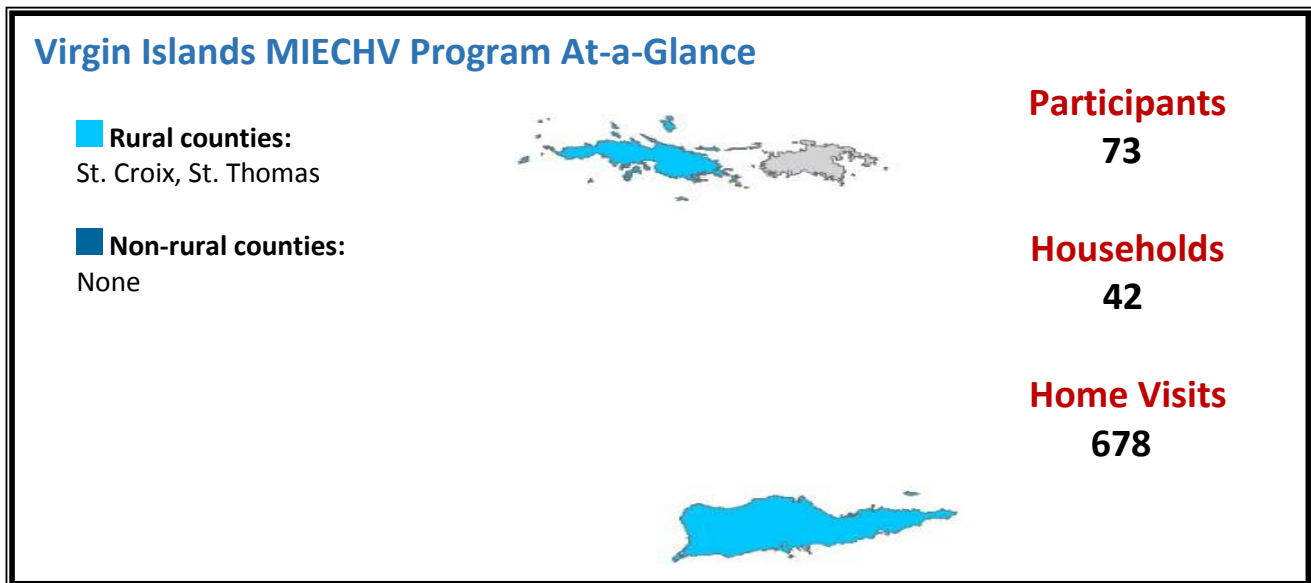 Virgin Islands MIECHV Program At-a-Glance
Rural counties:
St. Croix, St. Thomas
Non-rural counties:
None
Participants
73
Households
42
Home Visits
678